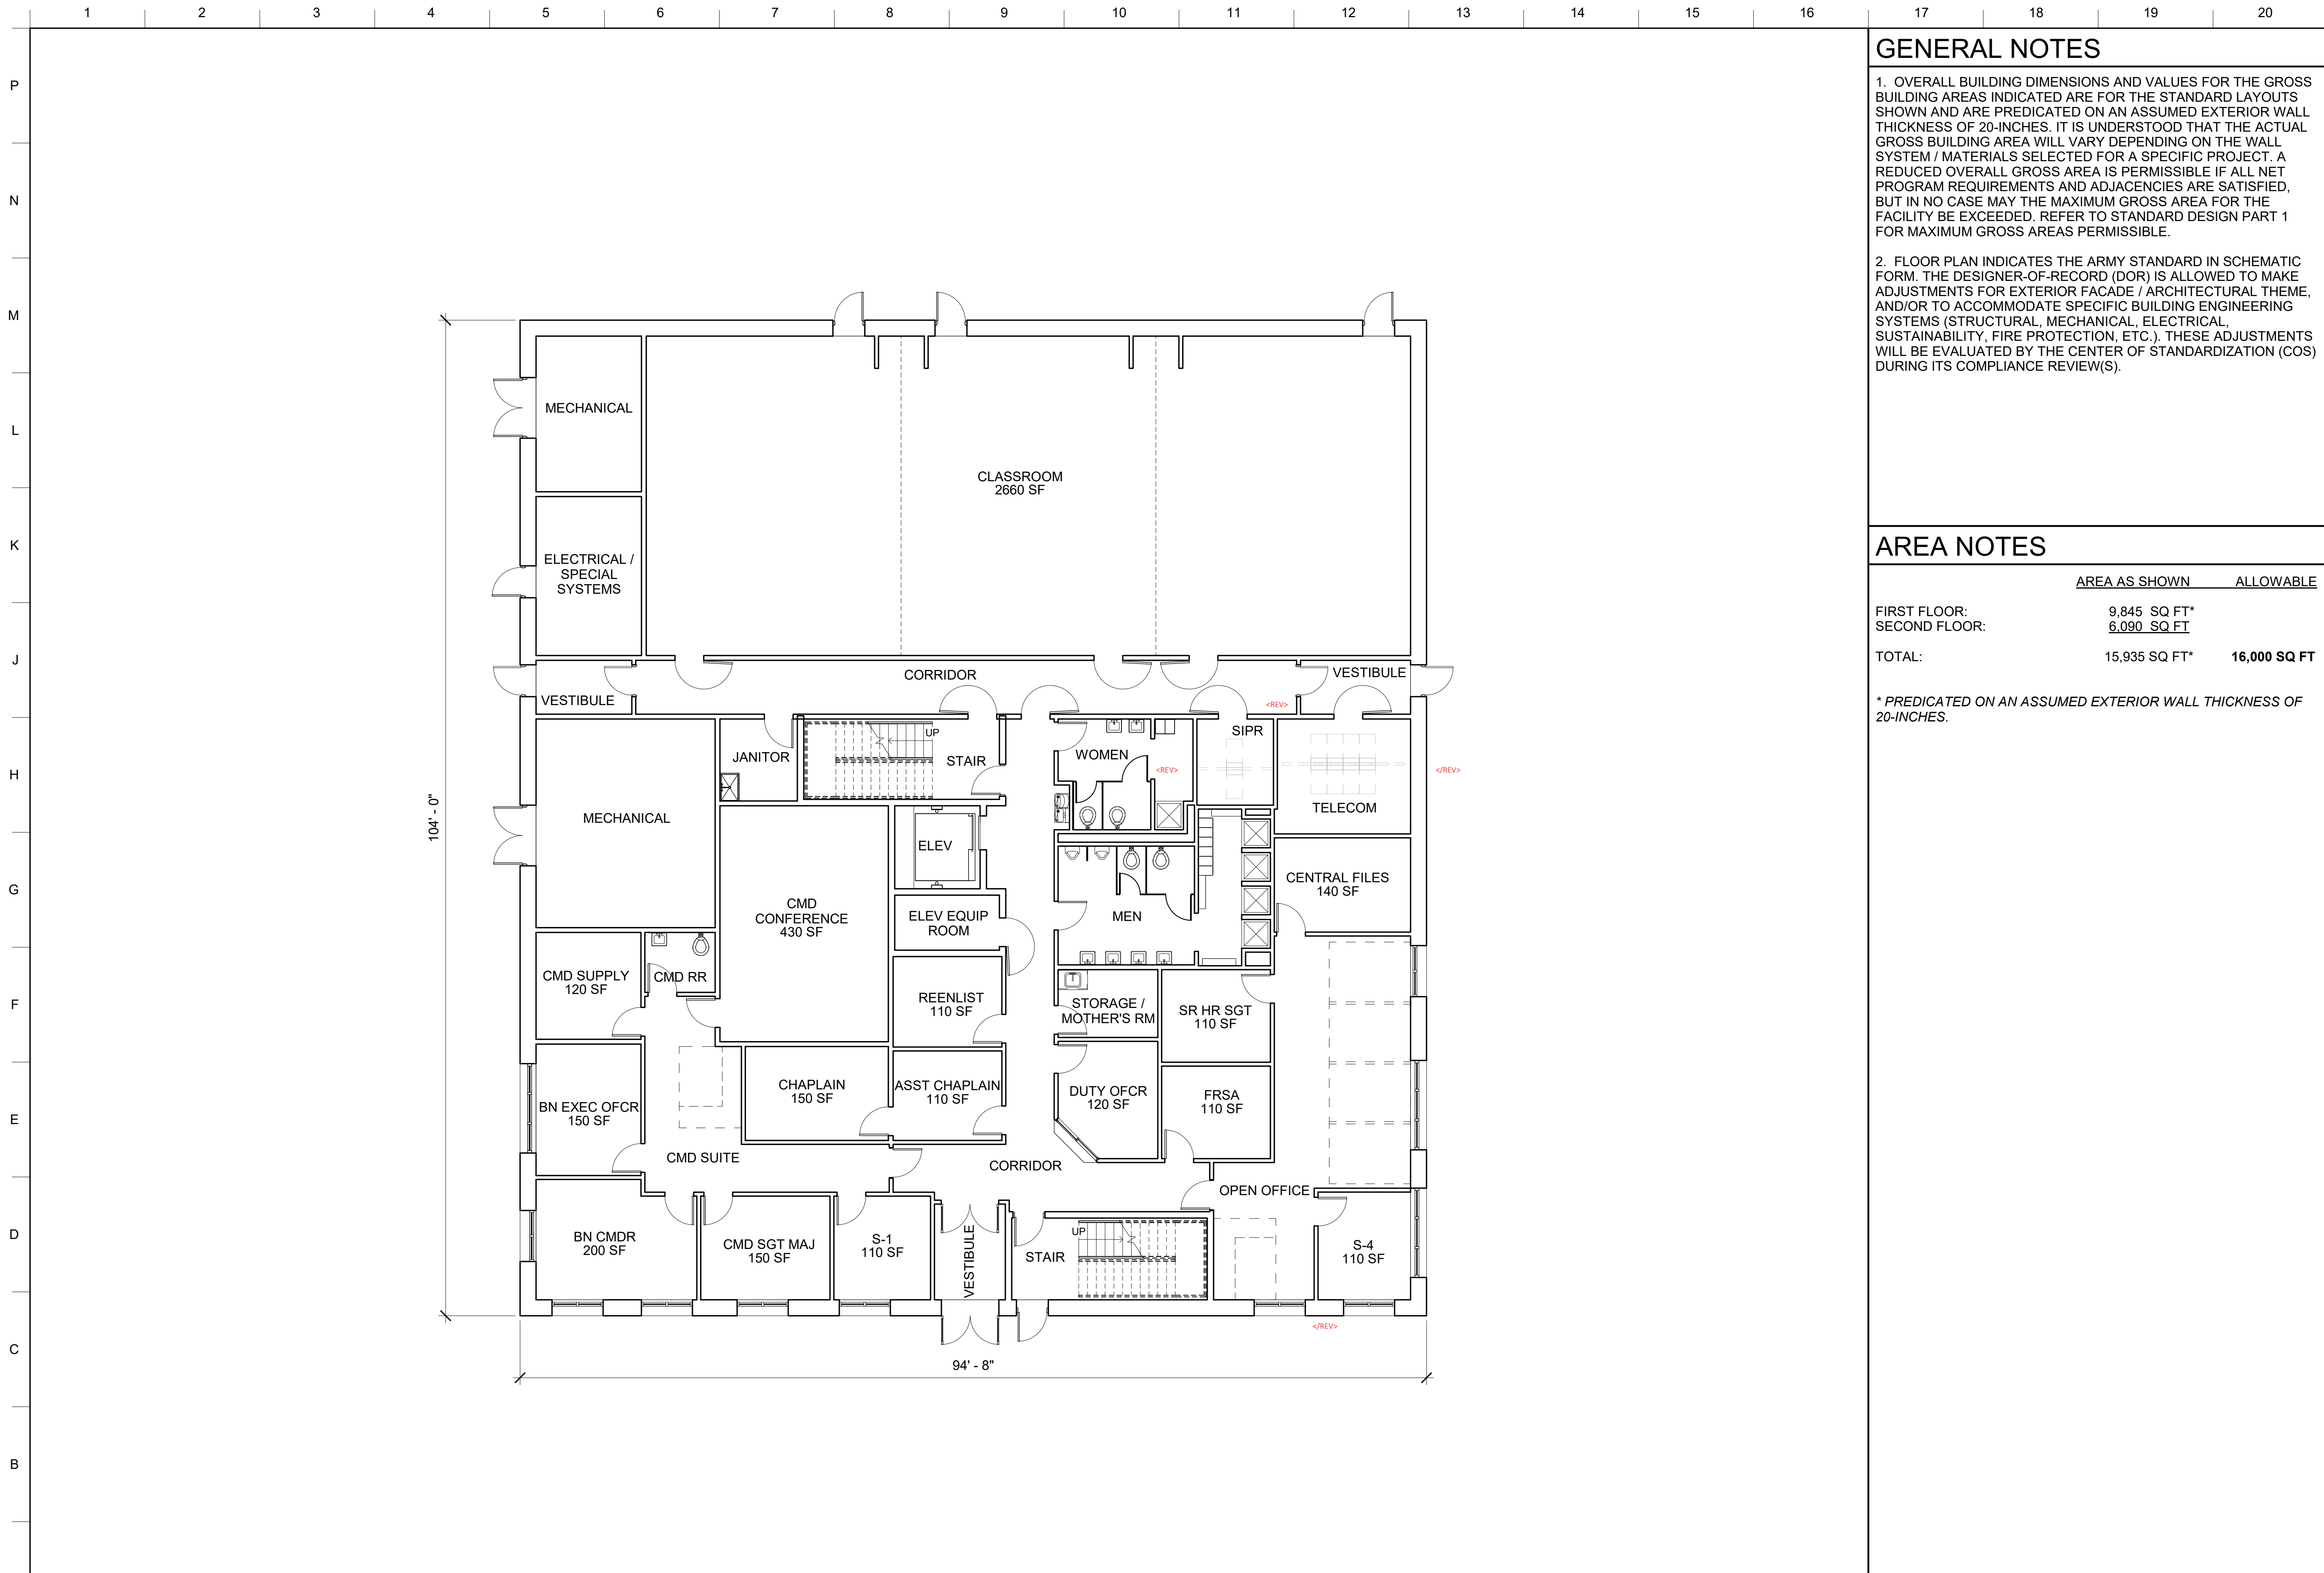 1 2 3 4 5 6 7 8 9 10 11 12 13 14 15 16 17 18 19 20
P
N
M
L
K
J
H
G
F
E
D
C
B
MECHANICAL
CLASSROOM
2660 SF
ELECTRICAL /
SPECIAL
SYSTEMS
VESTIBULE
CORRIDOR
VESTIBULE
<REV>
JANITOR
UP
STAIR
WOMEN
<REV>
SIPR
TELECOM
</REV>
104' - 0"
MECHANICAL
ELEV
CMD
CONFERENCE
430 SF
ELEV EQUIP
ROOM
MEN
CENTRAL FILES
140 SF
CMD SUPPLY
120 SF
CMD RR
REENLIST
110 SF
STORAGE /
MOTHER'S RM
SR HR SGT
110 SF
BN EXEC OFCR
150 SF
CHAPLAIN
150 SF
ASST CHAPLAIN
110 SF
DUTY OFCR
120 SF
FRSA
110 SF
CMD SUITE
CORRIDOR
OPEN OFFICE
BN CMDR
200 SF
CMD SGT MAJ
150 SF
S-1
110 SF
VESTIBULE
STAIR
UP
S-4
110 SF
</REV>
94' - 8"
GENERAL NOTES
1. OVERALL BUILDING DIMENSIONS AND VALUES FOR THE GROSS
BUILDING AREAS INDICATED ARE FOR THE STANDARD LAYOUTS
SHOWN AND ARE PREDICATED ON AN ASSUMED EXTERIOR WALL
THICKNESS OF 20-INCHES. IT IS UNDERSTOOD THAT THE ACTUAL
GROSS BUILDING AREA WILL VARY DEPENDING ON THE WALL
SYSTEM / MATERIALS SELECTED FOR A SPECIFIC PROJECT. A
REDUCED OVERALL GROSS AREA IS PERMISSIBLE IF ALL NET
PROGRAM REQUIREMENTS AND ADJACENCIES ARE SATISFIED,
BUT IN NO CASE MAY THE MAXIMUM GROSS AREA FOR THE
FACILITY BE EXCEEDED. REFER TO STANDARD DESIGN PART 1
FOR MAXIMUM GROSS AREAS PERMISSIBLE.
2. FLOOR PLAN INDICATES THE ARMY STANDARD IN SCHEMATIC
FORM. THE DESIGNER-OF-RECORD (DOR) IS ALLOWED TO MAKE
ADJUSTMENTS FOR EXTERIOR FACADE / ARCHITECTURAL THEME,
AND/OR TO ACCOMMODATE SPECIFIC BUILDING ENGINEERING
SYSTEMS (STRUCTURAL, MECHANICAL, ELECTRICAL,
SUSTAINABILITY, FIRE PROTECTION, ETC.). THESE ADJUSTMENTS
WILL BE EVALUATED BY THE CENTER OF STANDARDIZATION (COS)
DURING ITS COMPLIANCE REVIEW(S).
AREA NOTES
AREA AS SHOWN ALLOWABLE
FIRST FLOOR: 9,845 SQ FT*
SECOND FLOOR: 6,090 SQ FT
TOTAL: 15,935 SQ FT* 16,000 SQ FT
* PREDICATED ON AN ASSUMED EXTERIOR WALL THICKNESS OF
20-INCHES.